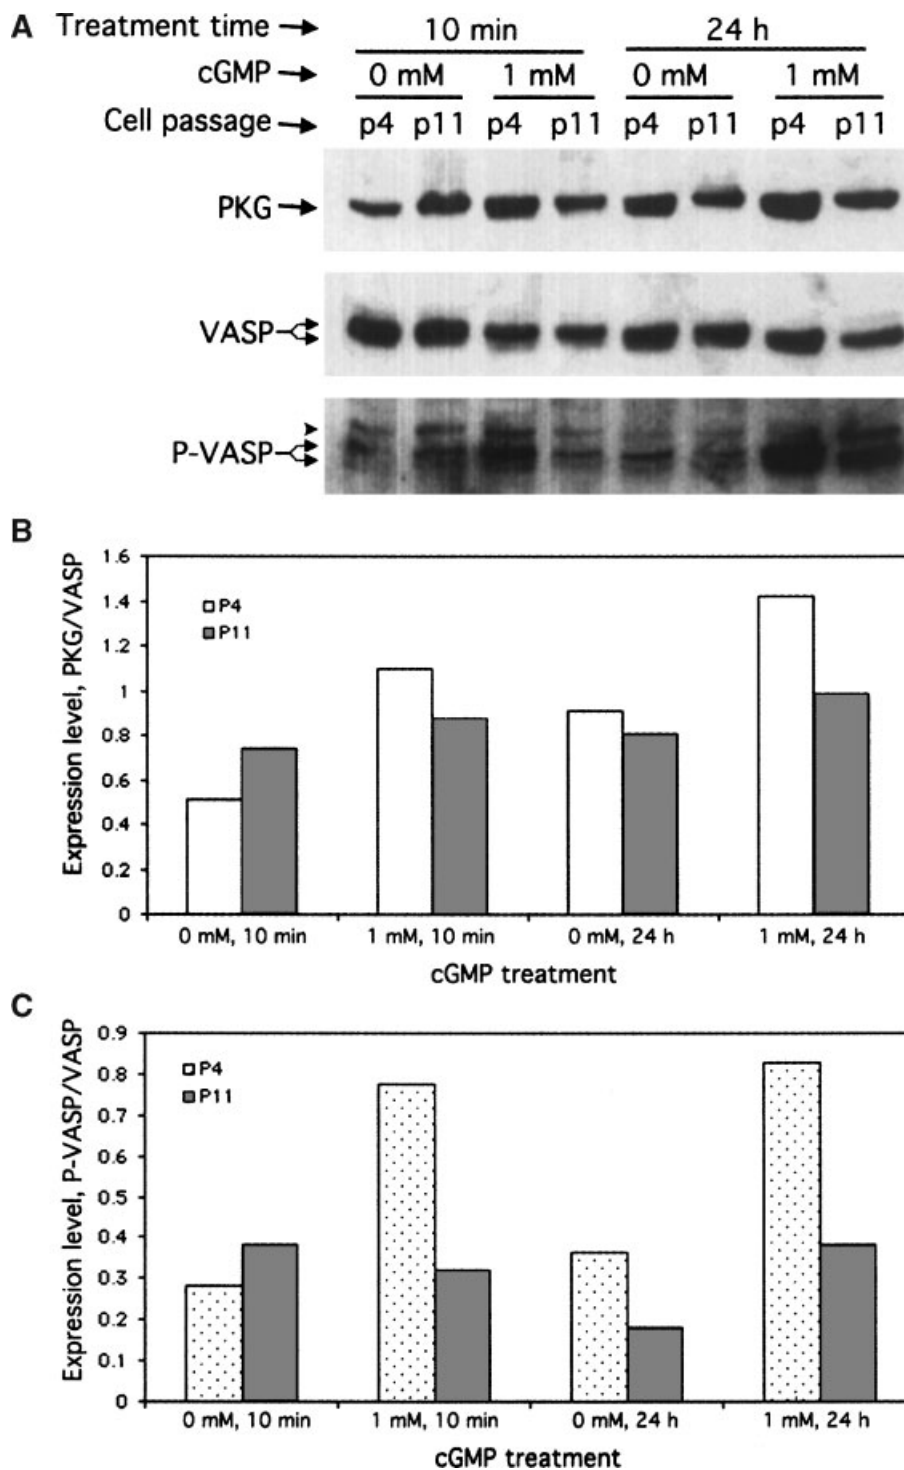 A Treatment time 10 min 24 h
cGMP 0 mM 1 mM 0 mM 1 mM
Cell passage p4 p11 p4 p11 p4 p11 p4 p11
PKG
VASP
P-VASP
B
Expression level, PKG/VASP
1.6
1.4
1.2
1
0.8
0.6
0.4
0.2
0
P4
P11
0 mM, 10 min 1 mM, 10 min 0 mM, 24 h 1 mM, 24 h
cGMP treatment
C
Expression level, P-VASP/VASP
0.9
0.8
0.7
0.6
0.5
0.4
0.3
0.2
0.1
0
P4
P11
0 mM, 10 min 1 mM, 10 min 0 mM, 24 h 1 mM, 24 h
cGMP treatment